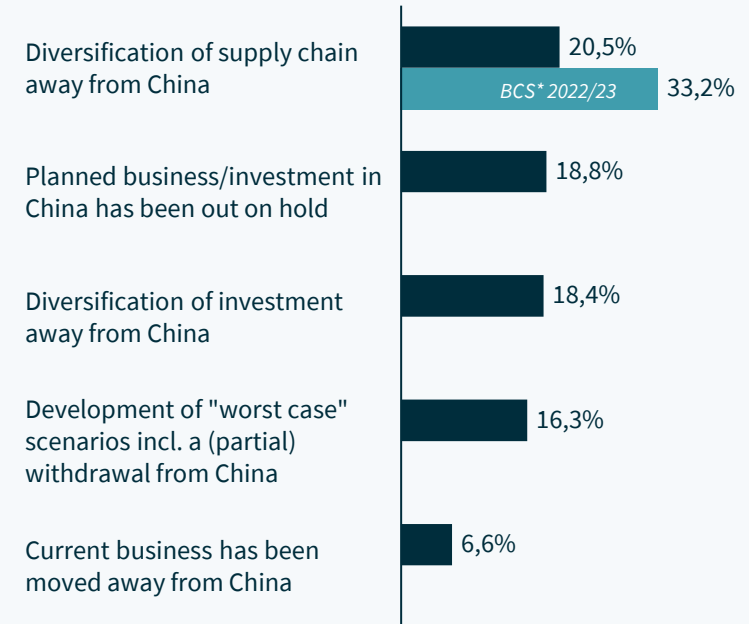 Diversification of supply chain
away from China
20,5%
BCS* 2022/23
33,2%
Planned business/investment in
China has been out on hold
18,8%
Diversification of investment
away from China
18,4%
Development of "worst case"
scenarios incl. a (partial)
withdrawal from China
16,3%
Current business has been
moved away from China
6,6%